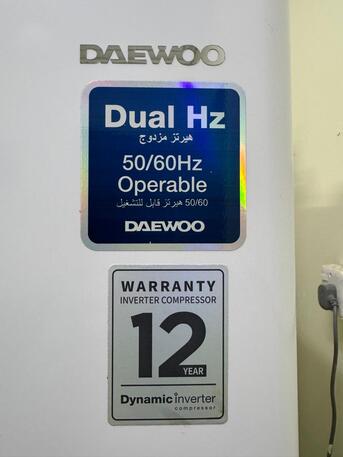 DAEWOO
Dual Hz
هيرتز مزدوج
50/60Hz
Operable
50/60 هيرتز قابل للتشغيل
DAEWOO
WARRANTY
INVERTER COMPRESSOR
12
YEAR
Dynamic inverter
compressor